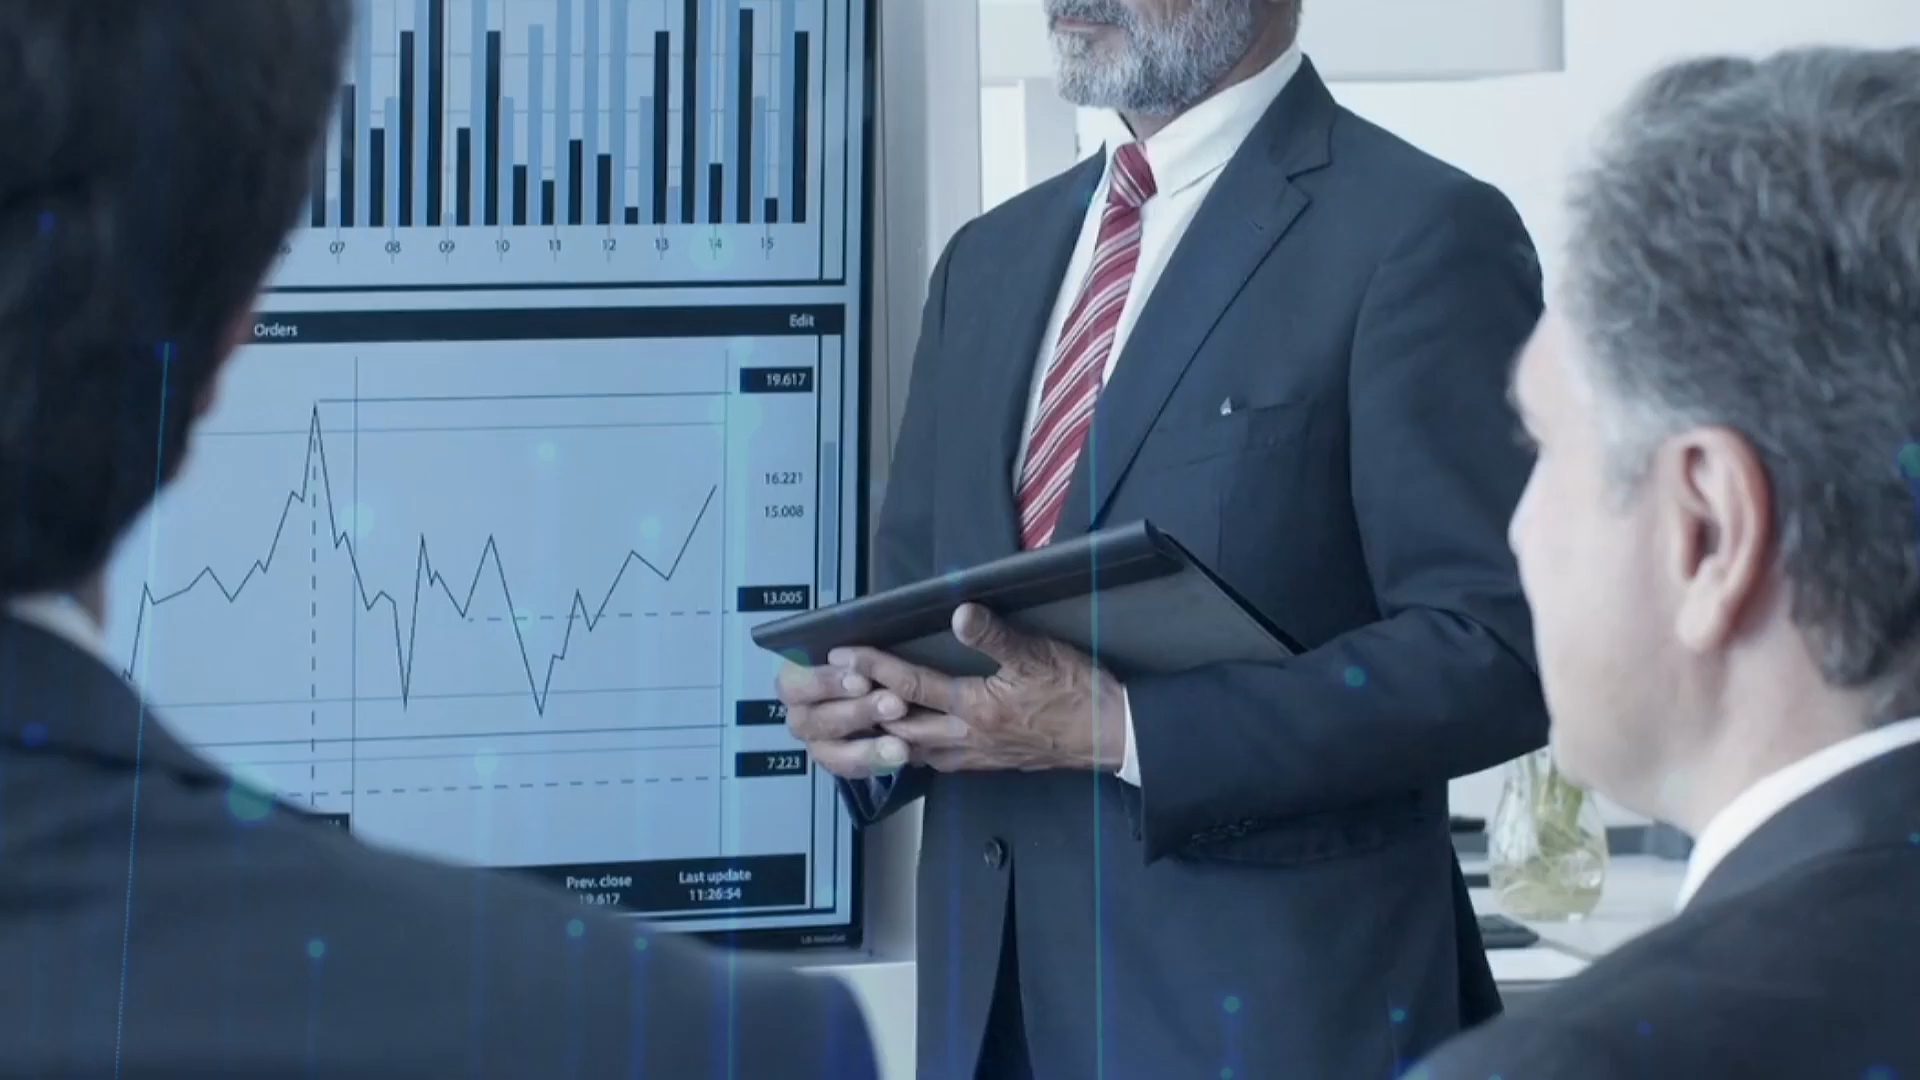 07 08 09 10 11 12 13 14 15
Orders Edit
19.617
16.221
15.008
13.005
7.223
Prev. close Last update
19.617 11:26:54